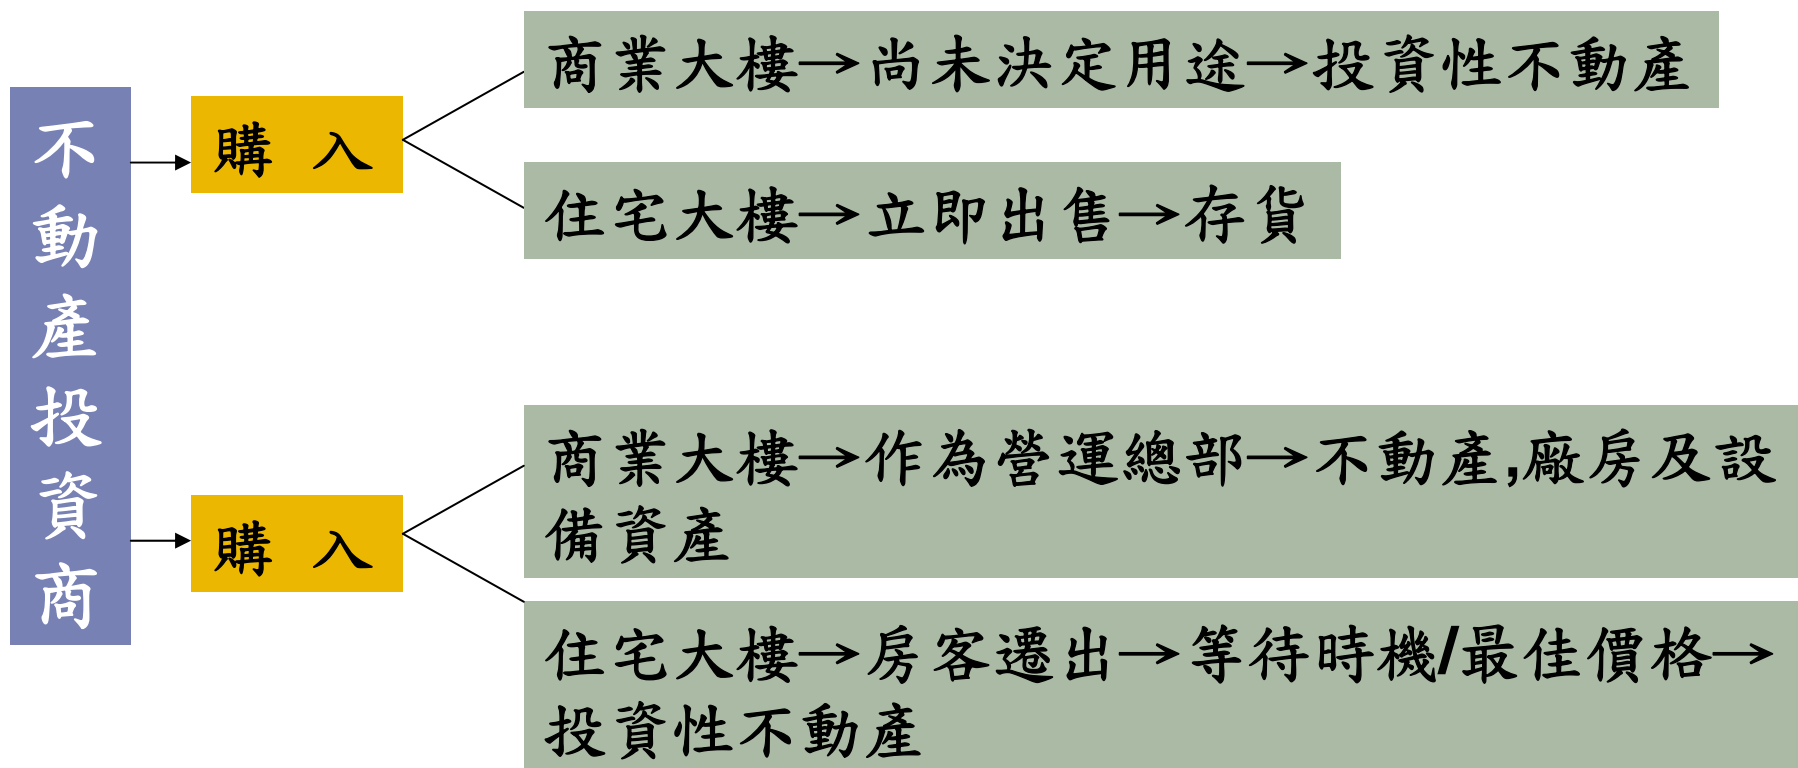 不動產投資商
購 入
商業大樓→尚未決定用途→投資性不動產
住宅大樓→立即出售→存貨
購 入
商業大樓→作為營運總部→不動產,廠房及設
備資產
住宅大樓→房客遷出→等待時機/最佳價格→
投資性不動產